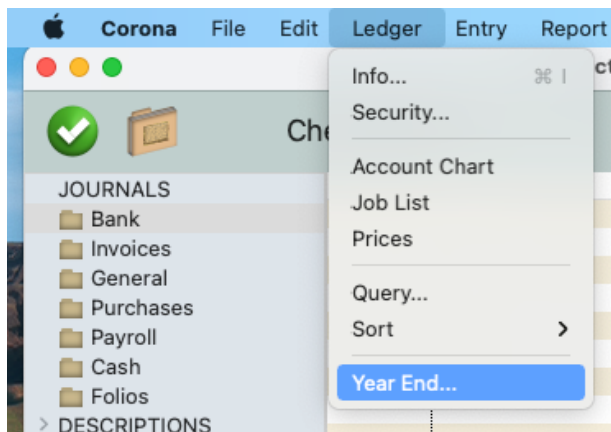 Corona File Edit Ledger Entry Report
Info... ⌘ I
Security...
Che
Account Chart
JOURNALS
Job List
Bank
Prices
Invoices
General
Query...
Purchases
Sort
Payroll
Cash
Year End...
Folios
DESCRIPTIONS